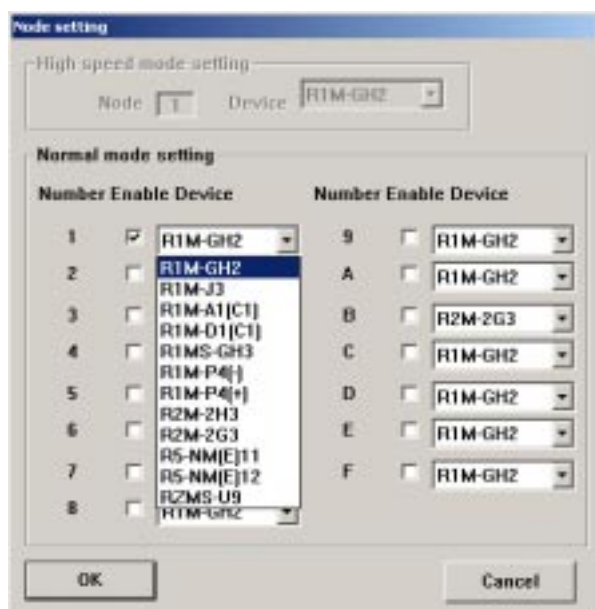 Node setting
High speed mode setting
Node 1 Device R1M-GH2
Normal mode setting
Number Enable Device Number Enable Device
1 R1M-GH2 9 R1M-GH2
R1M-GH2
2 A R1M-GH2
R1M-J3
R1M-A1(C1)
3 B R2M-2G3
R1M-D1(C1)
4 R1MS-GH3 C R1M-GH2
R1M-P4(-)
5 R1M-P4(+) D R1M-GH2
R2M-2H3
6 R2M-2G3 E R1M-GH2
R5-NM(E)11
7 R5-NM(E)12 F R1M-GH2
RZMS-U9
8 R1M-GH2
OK Cancel